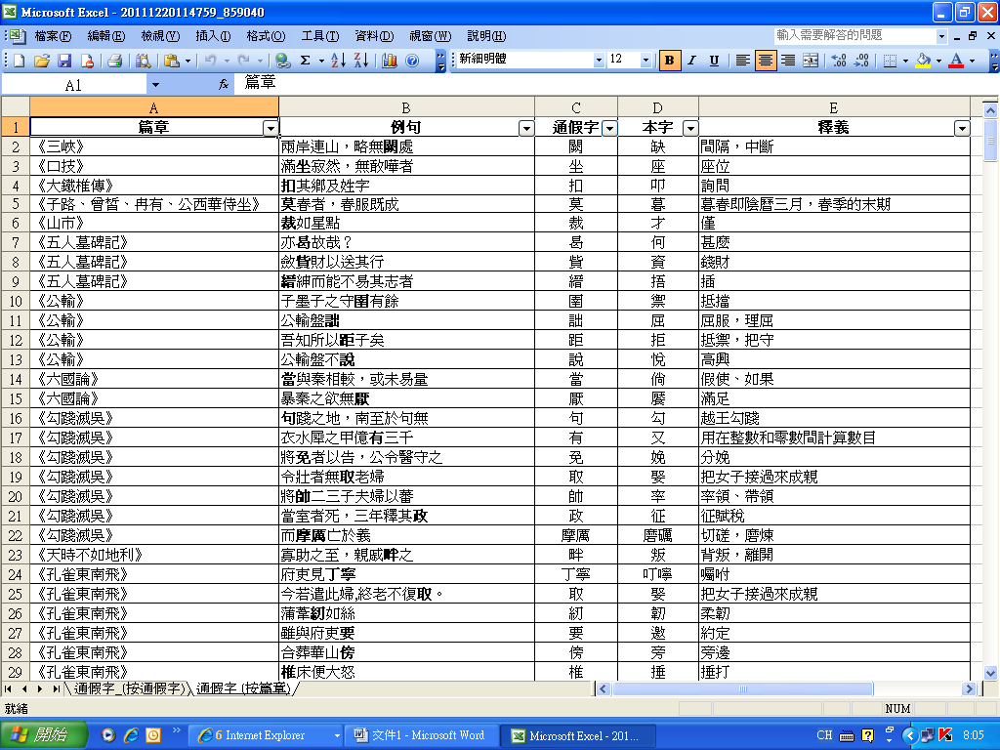 Microsoft Excel - 20111220114759_859040
檔案(F) 編輯(E) 檢視(V) 插入(I) 格式(O) 工具(T) 資料(D) 視窗(W) 說明(H) 輸入需要解答的問題
新細明體 12 B I U
A1 fx 篇章
A B C D E
1 篇章 例句 通假字 本字 釋義
2 《三峽》 兩岸連山，略無闕處 闕 缺 間隔，中斷
3 《口技》 滿坐寂然，無敢嘩者 坐 座 座位
4 《大鐵椎傳》 扣其鄉及姓字 扣 叩 詢問
5 《子路、曾皙、冉有、公西華侍坐》 莫春者，春服既成 莫 暮 暮春即陰曆三月，春季的末期
6 《山市》 裁如星點 裁 才 僅
7 《五人墓碑記》 亦曷故哉？ 曷 何 甚麼
8 《五人墓碑記》 斂貲財以送其行 貲 資 錢財
9 《五人墓碑記》 縉紳而能不易其志者 縉 搢 插
10 《公輸》 子墨子之守圉有餘 圉 禦 抵擋
11 《公輸》 公輸盤詘 詘 屈 屈服，理屈
12 《公輸》 吾知所以距子矣 距 拒 抵禦，把守
13 《公輸》 公輸盤不說 說 悅 高興
14 《六國論》 當與秦相較，或未易量 當 倘 假使、如果
15 《六國論》 暴秦之欲無厭 厭 饜 滿足
16 《勾踐滅吳》 句踐之地，南至於句無 句 勾 越王勾踐
17 《勾踐滅吳》 衣水犀之甲億有三千 有 又 用在整數和零數間計算數目
18 《勾踐滅吳》 將免者以告，公令醫守之 免 娩 分娩
19 《勾踐滅吳》 令壯者無取老婦 取 娶 把女子接過來成親
20 《勾踐滅吳》 將帥二三子夫婦以蕃 帥 率 率領、帶領
21 《勾踐滅吳》 當室者死，三年釋其政 政 征 征賦稅
22 《勾踐滅吳》 而摩厲亡於義 摩厲 磨礪 切磋，磨煉
23 《天時不如地利》 寡助之至，親戚畔之 畔 叛 背叛，離開
24 《孔雀東南飛》 府吏見丁寧 丁寧 叮嚀 囑咐
25 《孔雀東南飛》 今若遣此婦,終老不復取。 取 娶 把女子接過來成親
26 《孔雀東南飛》 蒲葦紉如絲 紉 韌 柔韌
27 《孔雀東南飛》 雖與府吏要 要 邀 約定
28 《孔雀東南飛》 合葬華山傍 傍 旁 旁邊
29 《孔雀東南飛》 椎床便大怒 椎 捶 捶打
通假字_(按通假字) 通假字 (按篇章)
就緒 NUM
開始 6 Internet Explorer 文件1 - Microsoft Word Microsoft Excel - 201... CH 8:05